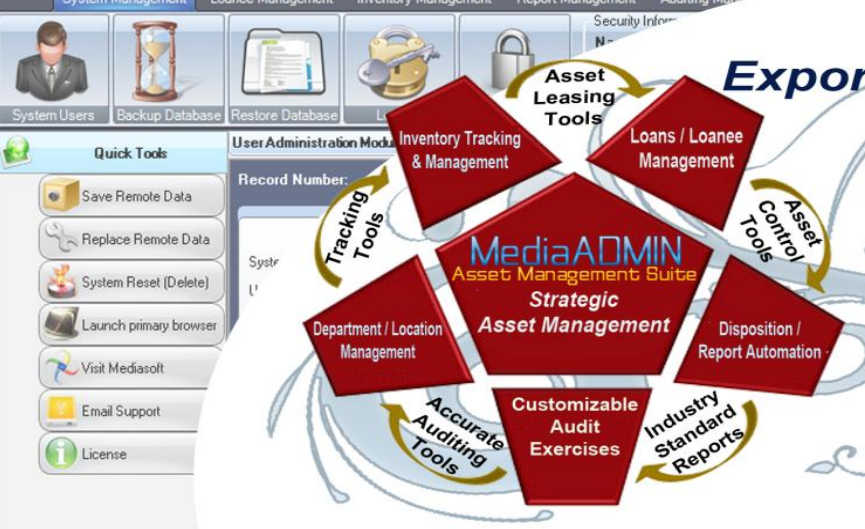 System Management Loanee Management Inventory Management Report Management Auditing
Security
System Users
Backup Database
Restore Database
Quick Tools
Save Remote Data
Replace Remote Data
System Reset (Delete)
Launch primary browser
Visit Mediasoft
Email Support
License
User Administration
Record Number:
Expor
Asset
Leasing
Tools
Inventory Tracking
& Management
Loans / Loanee
Management
Tracking
Tools
Asset
Control
Tools
MediaADMIN
Asset Management Suite
Strategic
Asset Management
Department / Location
Management
Disposition /
Report Automation
Customizable
Audit
Exercises
Accurate
Auditing
Tools
Industry
Standard
Reports